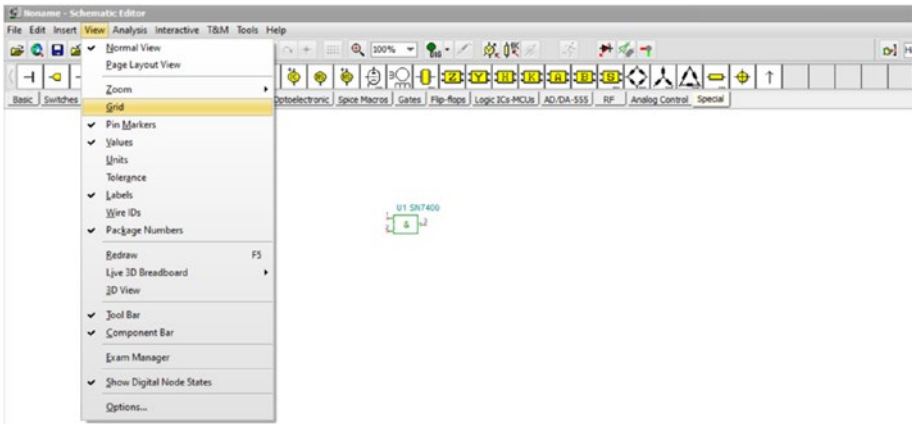 Noname - Schematic Editor
File Edit Insert View Analysis Interactive T&M Tools Help
100%
Normal View
Page Layout View
Zoom
Grid
Pin Markers
Values
Units
Tolerance
Labels
Wire IDs
Package Numbers
Redraw F5
Live 3D Breadboard
3D View
Tool Bar
Component Bar
Exam Manager
Show Digital Node States
Options...
Basic Switches Optoelectronic Spice Macros Gates Flip-flops Logic ICs-MCUs AD/DA-555 RF Analog Control Special
U1 SN7400
1
2
&
3